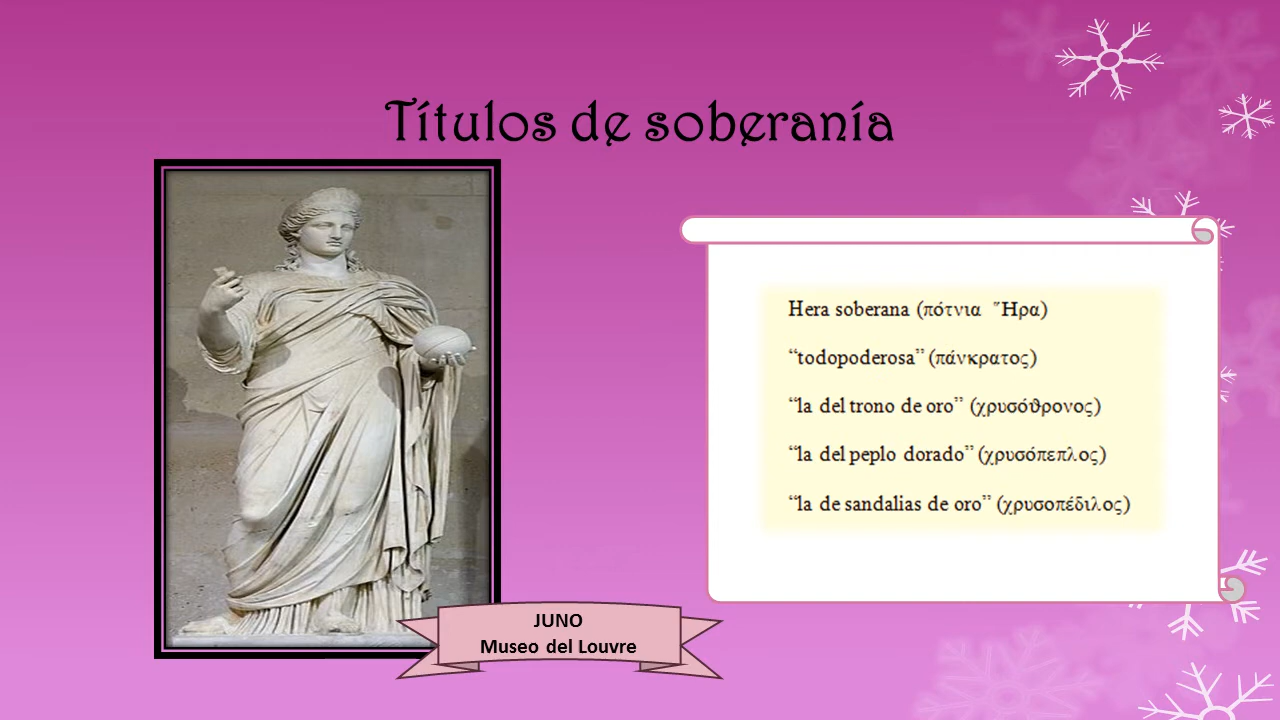 Títulos de soberanía
Hera soberana (πότνια Ἥρα)
“todopoderosa” (πάνκρατος)
“la del trono de oro” (χρυσόϑρονος)
“la del peplo dorado” (χρυσόπεπλος)
“la de sandalias de oro” (χρυσοπέδιλος)
JUNO
Museo del Louvre